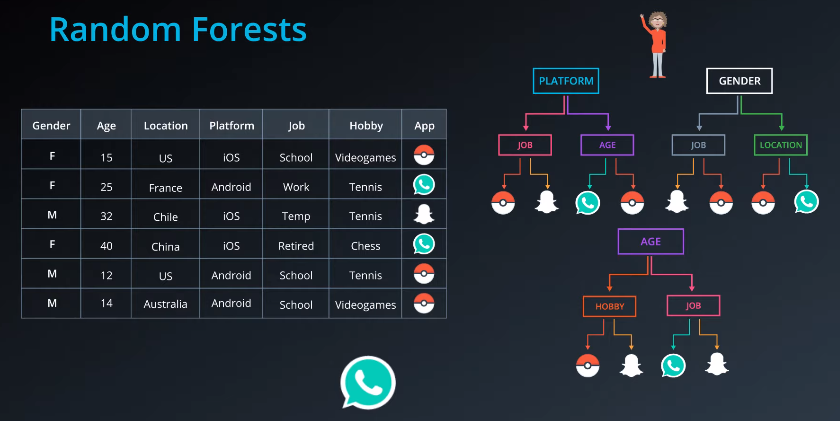 Random Forests
Gender Age Location Platform Job Hobby App
F 15 US iOS School Videogames
F 25 France Android Work Tennis
M 32 Chile iOS Temp Tennis
F 40 China iOS Retired Chess
M 12 US Android School Tennis
M 14 Australia Android School Videogames
PLATFORM GENDER
JOB AGE JOB LOCATION
AGE
HOBBY JOB